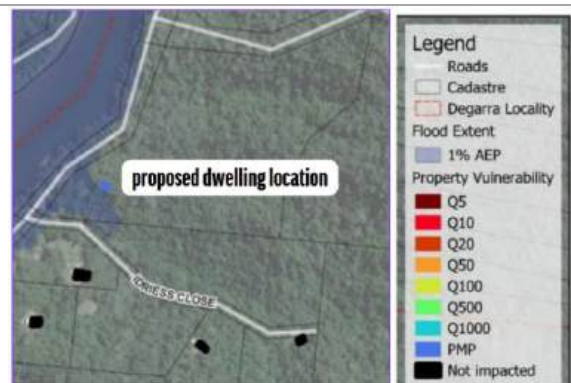 proposed dwelling location
IDRIESS CLOSE
Legend
Roads
Cadastre
Degarra Locality
Flood Extent
1% AEP
Property Vulnerability
Q5
Q10
Q20
Q50
Q100
Q500
Q1000
PMP
Not impacted